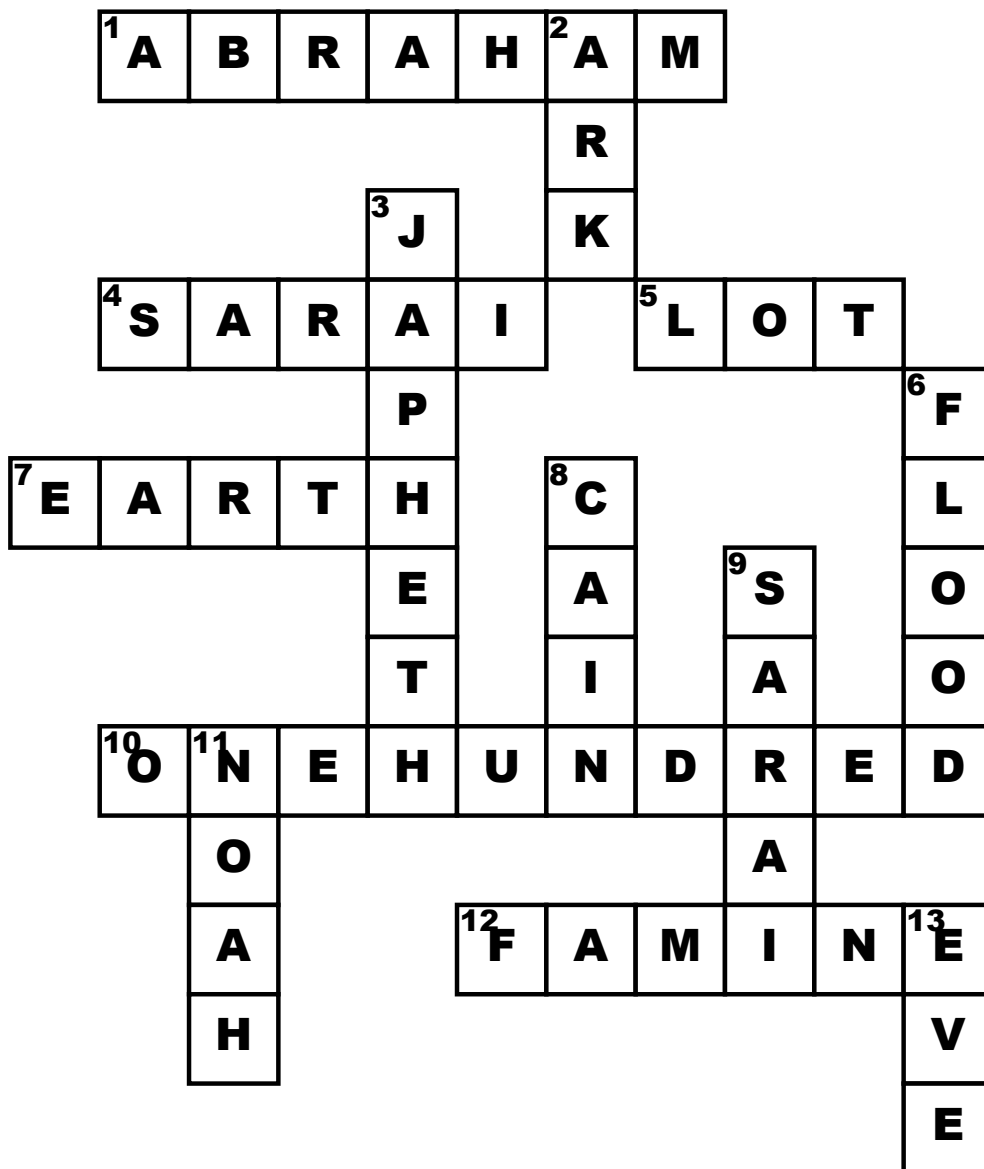 1 A B R A H 2 A M
R
3 J K
4 S A R A I 5 L O T
P 6 F
7 E A R T H 8 C L
E A 9 S O
T I A O
10 O 11 N E H U N D R E D
O A
A 12 F A M I N 13 E
H V
E